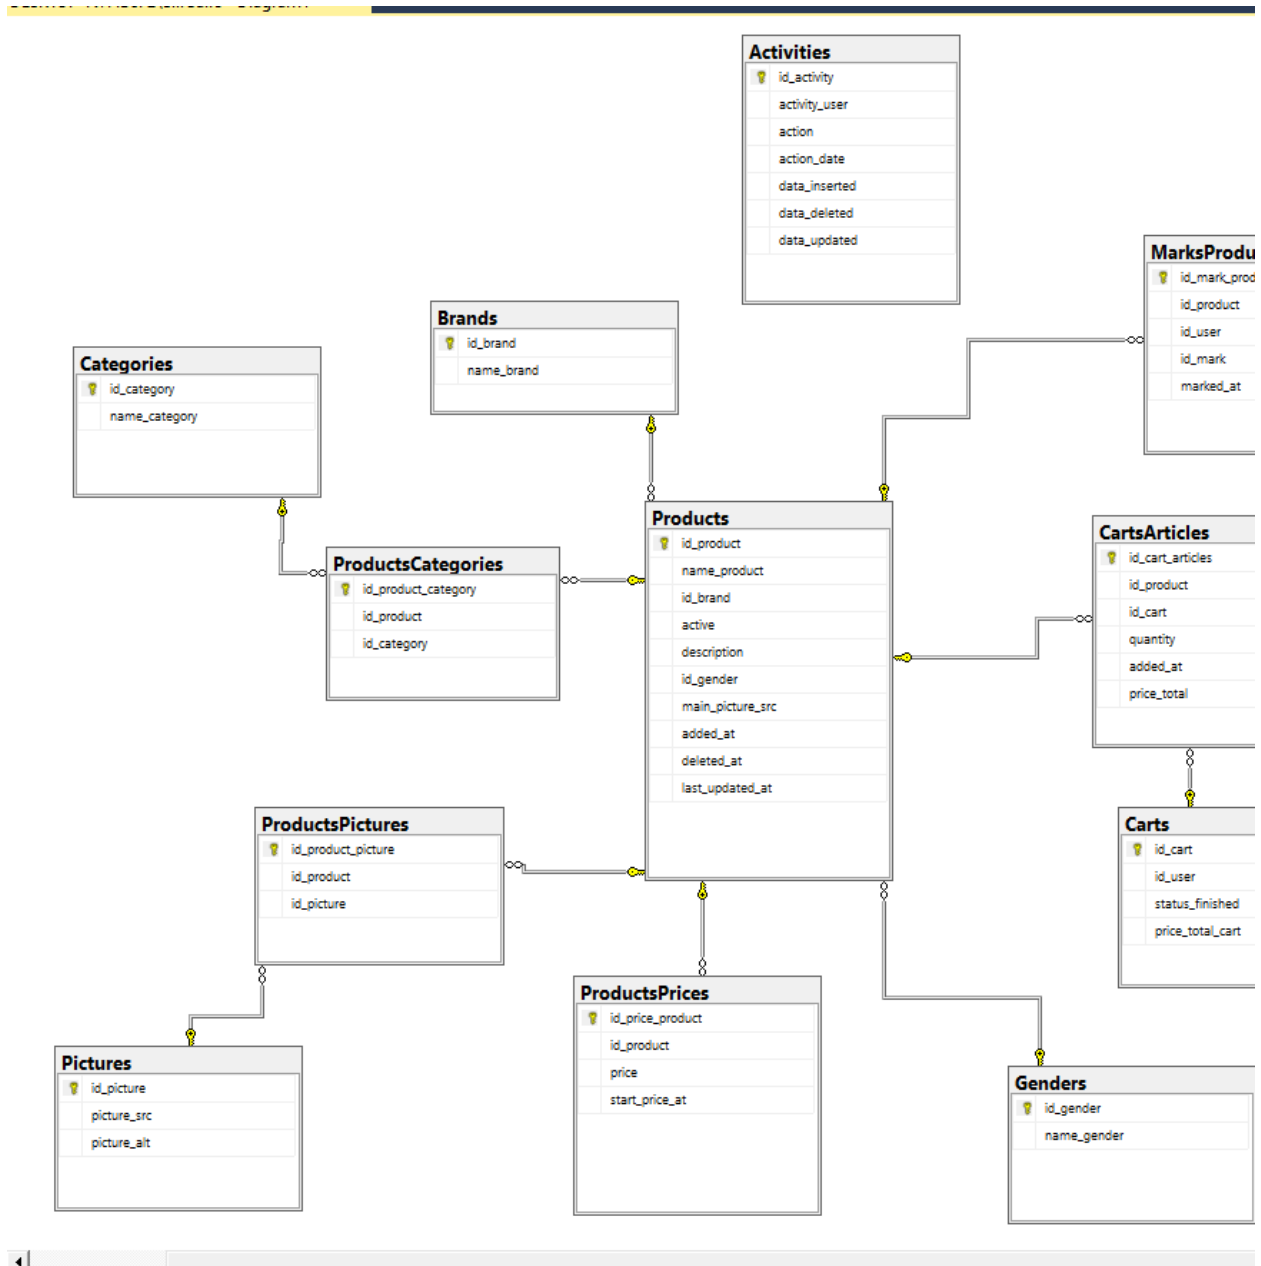 Activities
id_activity
activity_user
action
action_date
data_inserted
data_deleted
data_updated
MarksProdu
id_mark_prod
id_product
id_user
id_mark
marked_at
Brands
id_brand
name_brand
Categories
id_category
name_category
Products
id_product
name_product
id_brand
active
description
id_gender
main_picture_src
added_at
deleted_at
last_updated_at
CartsArticles
id_cart_articles
id_product
id_cart
quantity
added_at
price_total
ProductsCategories
id_product_category
id_product
id_category
ProductsPictures
id_product_picture
id_product
id_picture
Carts
id_cart
id_user
status_finished
price_total_cart
ProductsPrices
id_price_product
id_product
price
start_price_at
Pictures
id_picture
picture_src
picture_alt
Genders
id_gender
name_gender